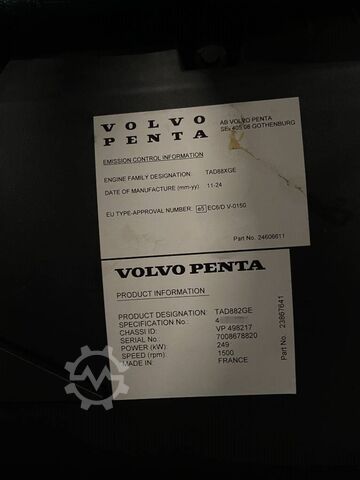 VOLVO
PENTA
AB VOLVO PENTA
SE- 405 08 GOTHENBURG
EMISSION CONTROL INFORMATION
ENGINE FAMILY DESIGNATION: TAD88XGE
DATE OF MANUFACTURE (mm-yy): 11-24
EU TYPE-APPROVAL NUMBER: e5 EC6/D V-0150
Part No. 24606611
VOLVO PENTA
PRODUCT INFORMATION
PRODUCT DESIGNATION: TAD882GE
SPECIFICATION No.: 4
CHASSI ID: VP 498217
SERIAL No.: 7008678820
POWER (kW): 249
SPEED (rpm): 1500
MADE IN: FRANCE
Part No. 23867641